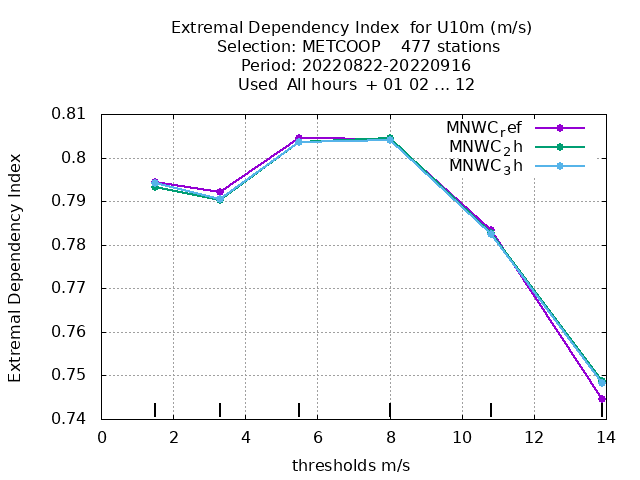 Extremal Dependency Index  for U10m (m/s)
Selection: METCOOP    477 stations
Period: 20220822-20220916
Used  All hours  + 01 02 ... 12
MNWC_ref
MNWC_2h
MNWC_3h
0.81
0.8
0.79
0.78
0.77
0.76
0.75
0.74
Extremal Dependency Index
0 2 4 6 8 10 12 14
thresholds m/s